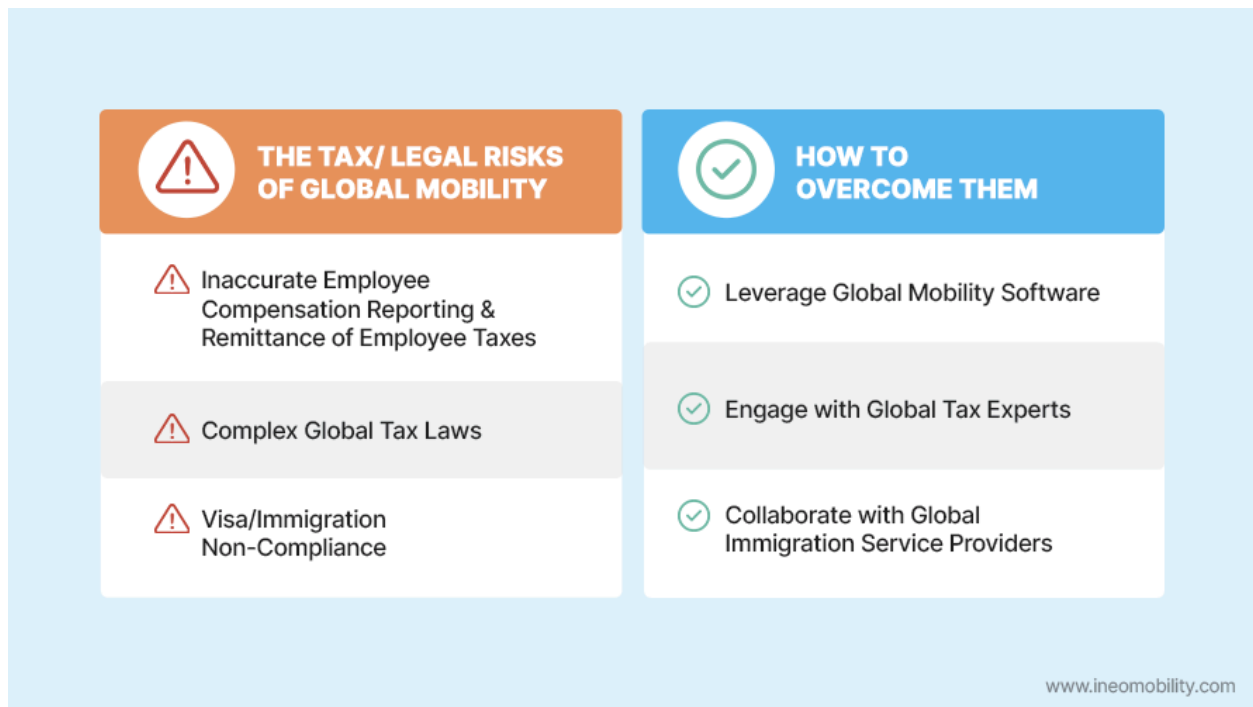 THE TAX/ LEGAL RISKS
OF GLOBAL MOBILITY
Inaccurate Employee
Compensation Reporting &
Remittance of Employee Taxes
Complex Global Tax Laws
Visa/Immigration
Non-Compliance
HOW TO
OVERCOME THEM
Leverage Global Mobility Software
Engage with Global Tax Experts
Collaborate with Global
Immigration Service Providers
www.ineomobility.com